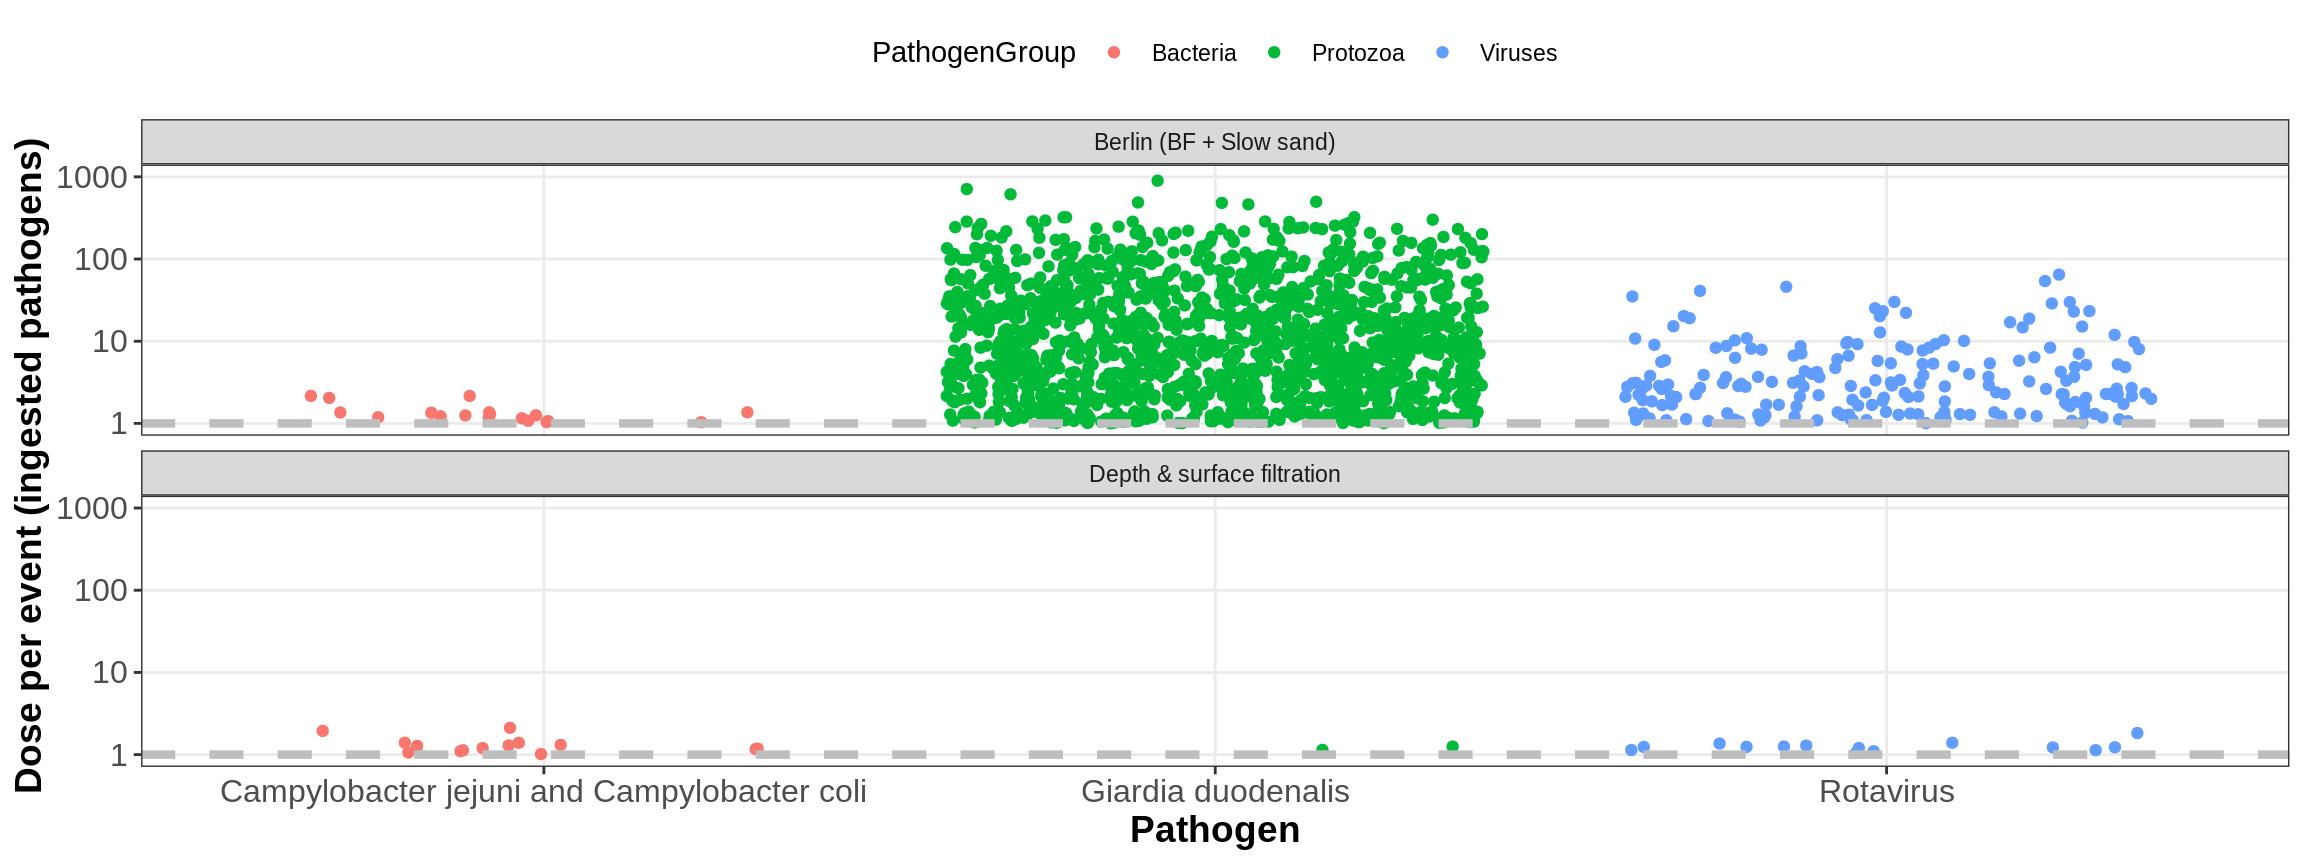 PathogenGroup Bacteria Protozoa Viruses
Dose per event (ingested pathogens)
Berlin (BF + Slow sand)
1000
100
10
1
Depth & surface filtration
1000
100
10
1
Campylobacter jejuni and Campylobacter coli Giardia duodenalis Rotavirus
Pathogen